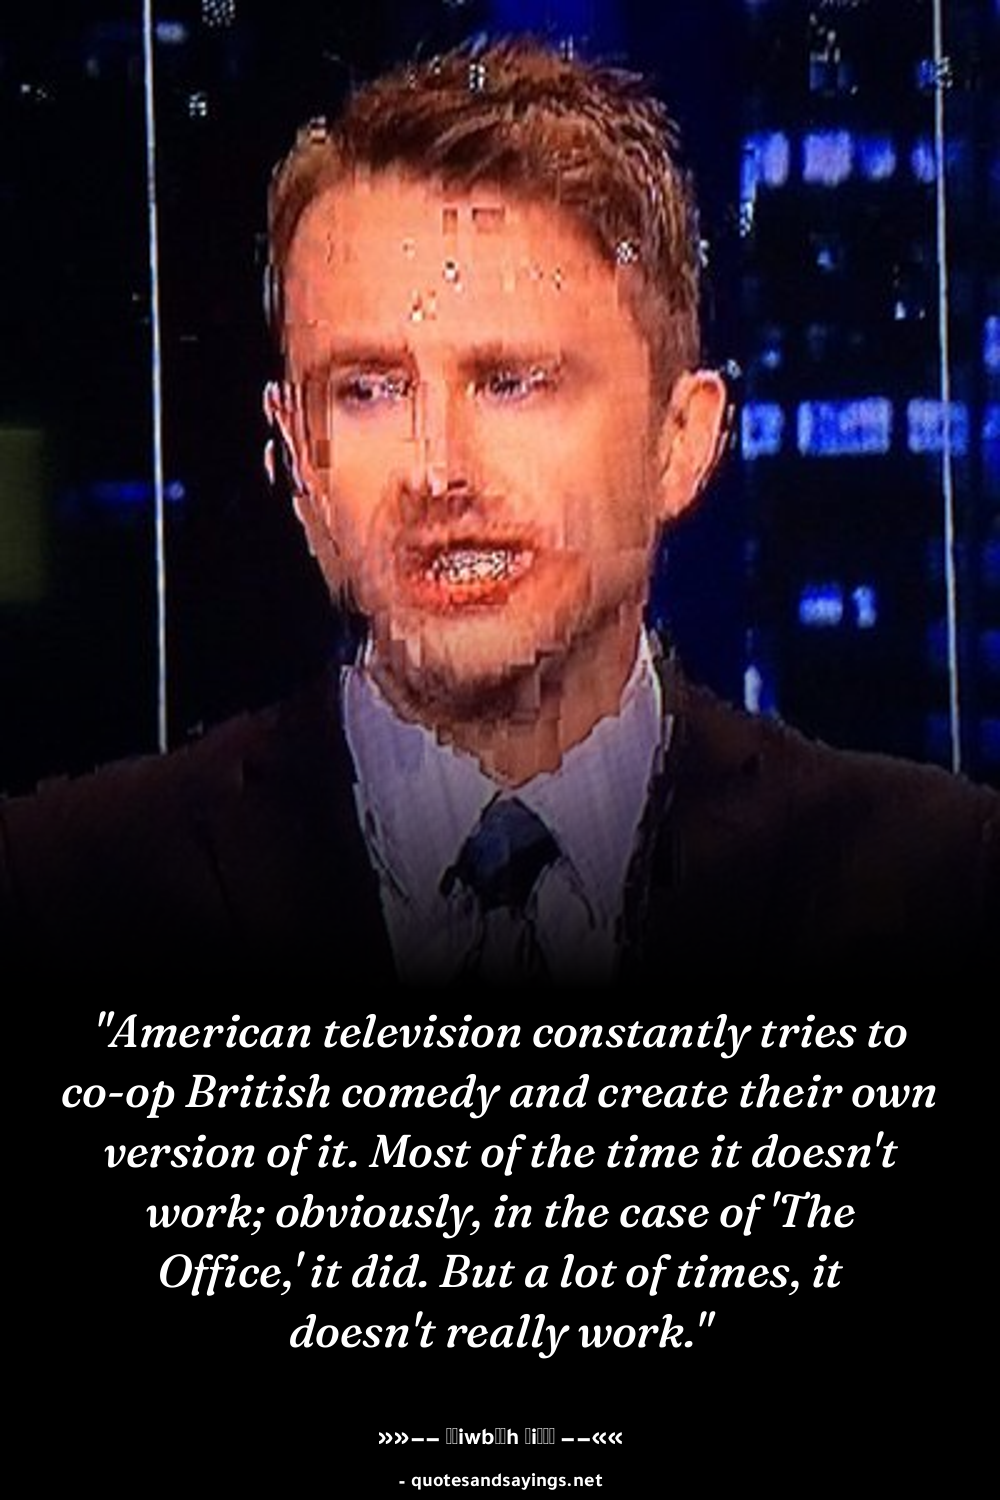 "American television constantly tries to
co-op British comedy and create their own
version of it. Most of the time it doesn't
work; obviously, in the case of 'The
Office,' it did. But a lot of times, it
doesn't really work."
»»−− −−««
- quotesandsayings.net